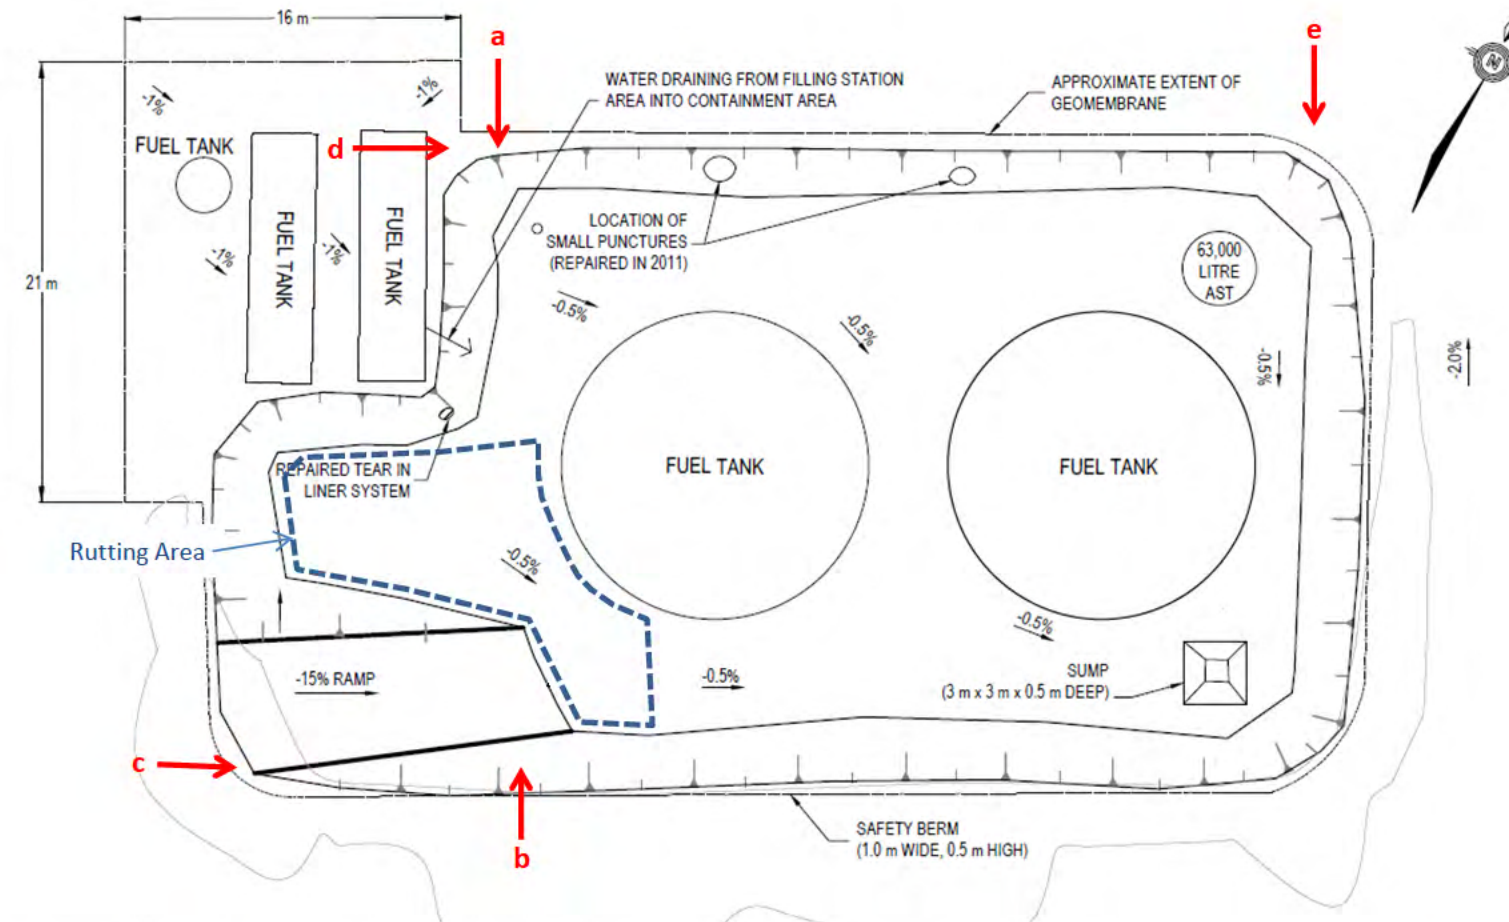 16 m
a
e
WATER DRAINING FROM FILLING STATION
AREA INTO CONTAINMENT AREA
APPROXIMATE EXTENT OF
GEOMEMBRANE
N
-1%
-1%
FUEL TANK
d
FUEL TANK
FUEL TANK
-1%
-1%
LOCATION OF
SMALL PUNCTURES
(REPAIRED IN 2011)
63,000
LITRE
AST
21 m
-0.5%
-0.5%
-0.5%
-2.0%
REPAIRED TEAR IN
LINER SYSTEM
FUEL TANK
FUEL TANK
Rutting Area
-0.5%
-0.5%
-15% RAMP
-0.5%
SUMP
(3 m x 3 m x 0.5 m DEEP)
c
b
SAFETY BERM
(1.0 m WIDE, 0.5 m HIGH)